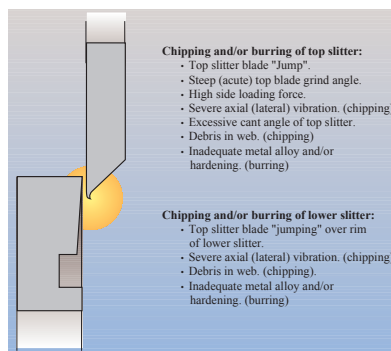 Chipping and/or burring of top slitter:
· Top slitter blade "Jump".
· Steep (acute) top blade grind angle.
· High side loading force.
· Severe axial (lateral) vibration. (chipping)
· Excessive cant angle of top slitter.
· Debris in web. (chipping)
· Inadequate metal alloy and/or
hardening. (burring)
Chipping and/or burring of lower slitter:
· Top slitter blade "jumping" over rim
of lower slitter.
· Severe axial (lateral) vibration. (chipping)
· Debris in web. (chipping).
· Inadequate metal alloy and/or
hardening. (burring)